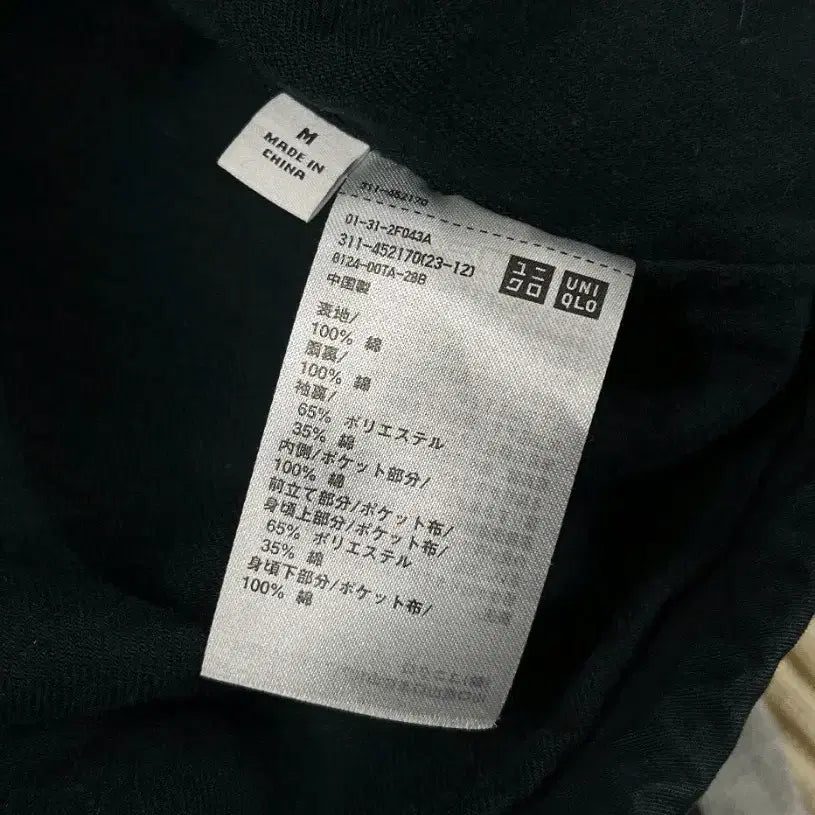 M
MADE IN
CHINA
311-452170
01-31-2F043A
311-452170(23-12)
0124-00TA-28B
中国製
ユニ
クロ
UNI
QLO
表地/
100% 綿
胴裏/
100% 綿
袖裏/
65% ポリエステル
35% 綿
内側/ポケット部分/
100% 綿
前立て部分/ポケット布/
身頃上部分/ポケット布/
65% ポリエステル
35% 綿
身頃下部分/ポケット布/
100% 綿